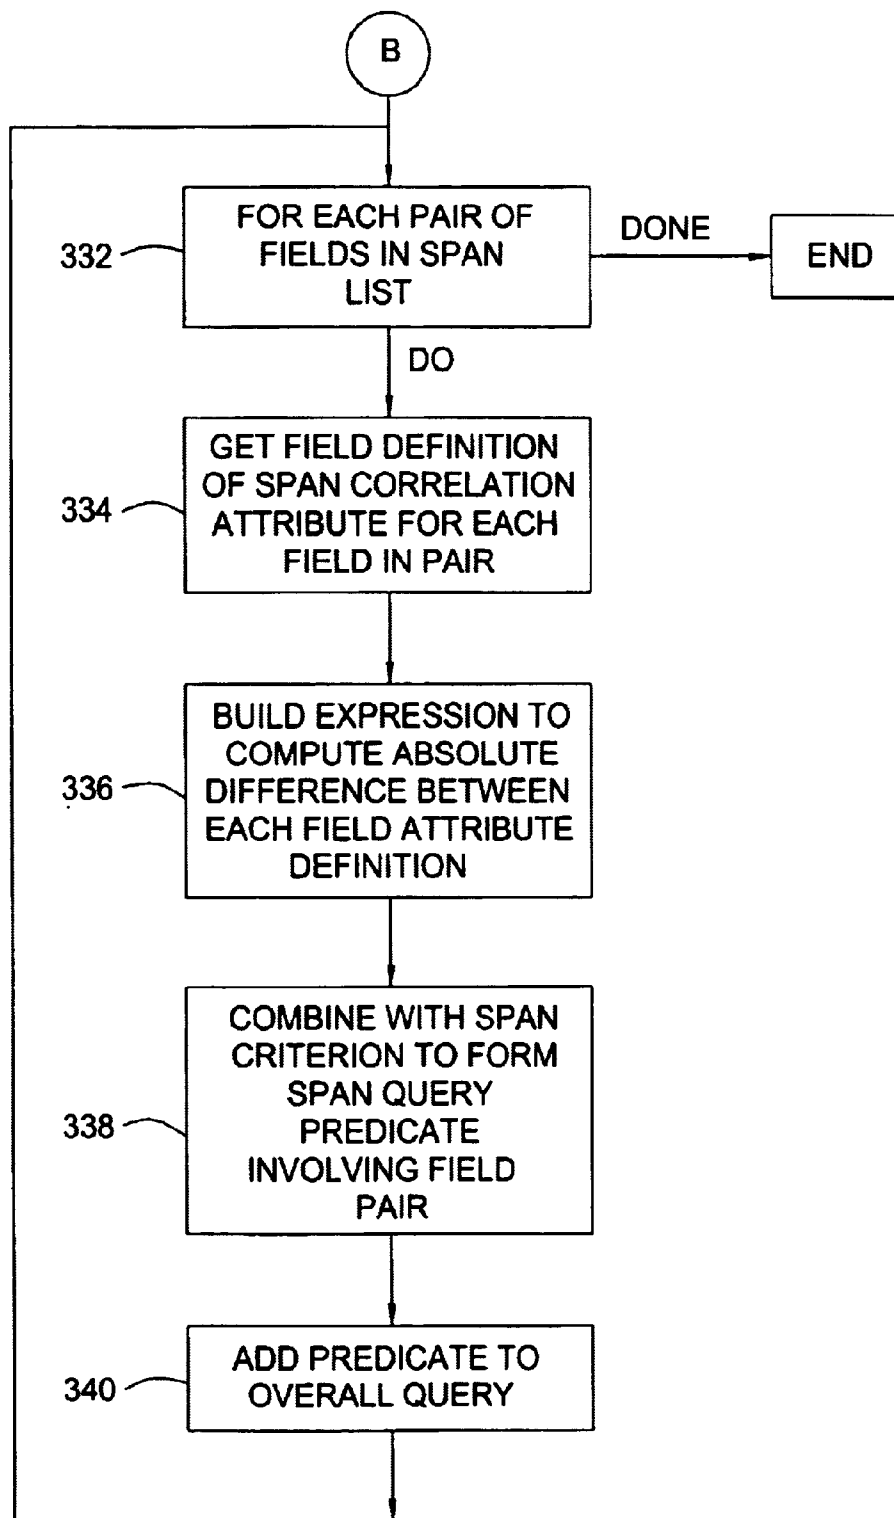 B
FOR EACH PAIR OF
FIELDS IN SPAN
LIST
332
DONE
END
DO
GET FIELD DEFINITION
OF SPAN CORRELATION
ATTRIBUTE FOR EACH
FIELD IN PAIR
334
BUILD EXPRESSION TO
COMPUTE ABSOLUTE
DIFFERENCE BETWEEN
EACH FIELD ATTRIBUTE
DEFINITION
336
COMBINE WITH SPAN
CRITERION TO FORM
SPAN QUERY
PREDICATE
INVOLVING FIELD
PAIR
338
ADD PREDICATE TO
OVERALL QUERY
340